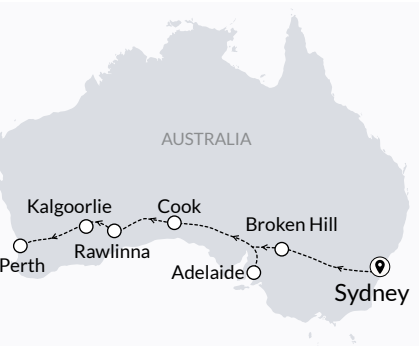 AUSTRALIA
Kalgoorlie
Cook
Broken Hill
Rawlinna
Perth
Adelaide
Sydney